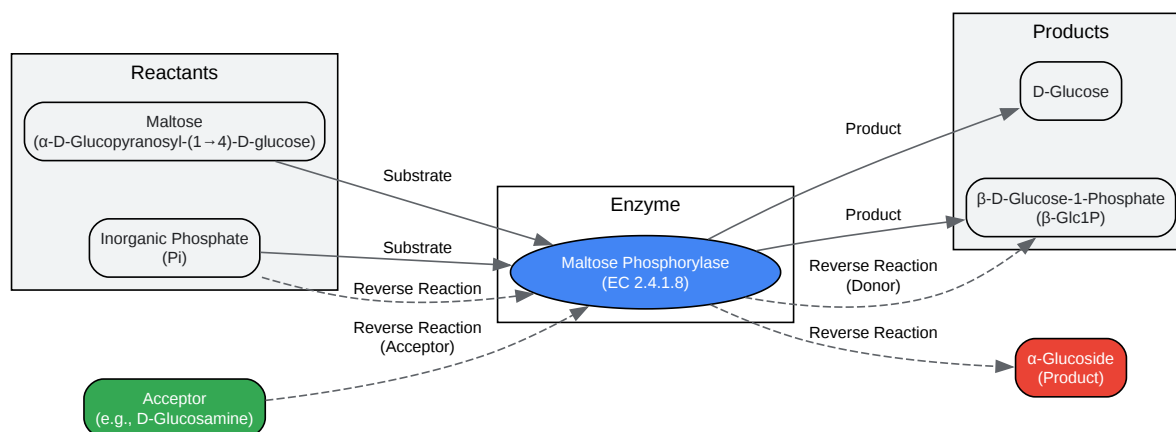 Products
Reactants
D-Glucose
Maltose
(α-D-Glucopyranosyl-(1→4)-D-glucose)
Product
Substrate
Enzyme
β-D-Glucose-1-Phosphate
(β-Glc1P)
Product
Inorganic Phosphate
(Pi)
Substrate
Maltose Phosphorylase
(EC 2.4.1.8)
Reverse Reaction
(Donor)
Reverse Reaction
Reverse Reaction
(Acceptor)
Reverse Reaction
α-Glucoside
(Product)
Acceptor
(e.g., D-Glucosamine)